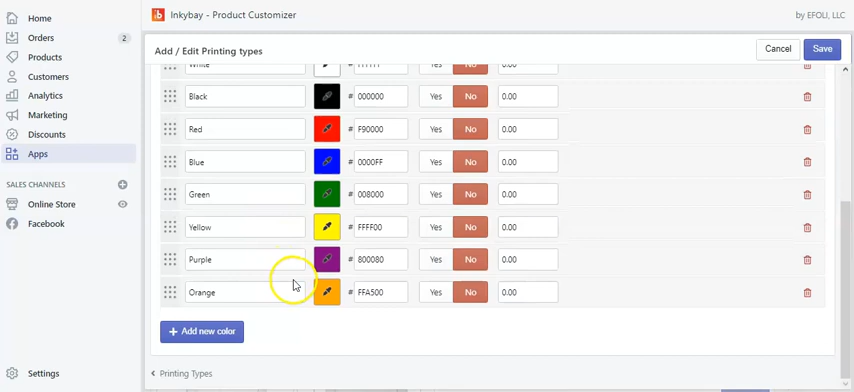 Home
Orders 2
Products
Customers
Analytics
Marketing
Discounts
Apps
SALES CHANNELS
Online Store
Facebook
Settings
Inkybay - Product Customizer by EFOLI, LLC
Add / Edit Printing types Cancel Save
White # FFFFFF Yes No 0.00
Black # 000000 Yes No 0.00
Red # F90000 Yes No 0.00
Blue # 0000FF Yes No 0.00
Green # 008000 Yes No 0.00
Yellow # FFFF00 Yes No 0.00
Purple # 800080 Yes No 0.00
Orange # FFA500 Yes No 0.00
+ Add new color
Printing Types